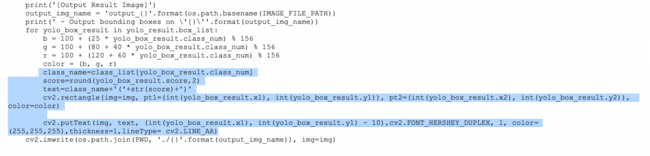 print('[Output Result Image]')
output_img_name = 'output_{}'.format(os.path.basename(IMAGE_FILE_PATH))
print(' - Output bounding boxes on \'{}\''.format(output_img_name))
for yolo_box_result in yolo_result.box_list:
b = 100 + (25 * yolo_box_result.class_num) % 156
g = 100 + (80 + 40 * yolo_box_result.class_num) % 156
r = 100 + (120 + 60 * yolo_box_result.class_num) % 156
color = (b, g, r)
class_name=class_list[yolo_box_result.class_num]
score=round(yolo_box_result.score,2)
text=class_name+'('+str(score)+')'
cv2.rectangle(img=img, pt1=(int(yolo_box_result.x1), int(yolo_box_result.y1)), pt2=(int(yolo_box_result.x2), int(yolo_box_result.y2)),
color=color)
cv2.putText(img, text, (int(yolo_box_result.x1), int(yolo_box_result.y1) - 10),cv2.FONT_HERSHEY_DUPLEX, 1, color=
(255,255,255),thickness=1,lineType= cv2.LINE_AA)
cv2.imwrite(os.path.join(PWD, './{}'.format(output_img_name)), img=img)